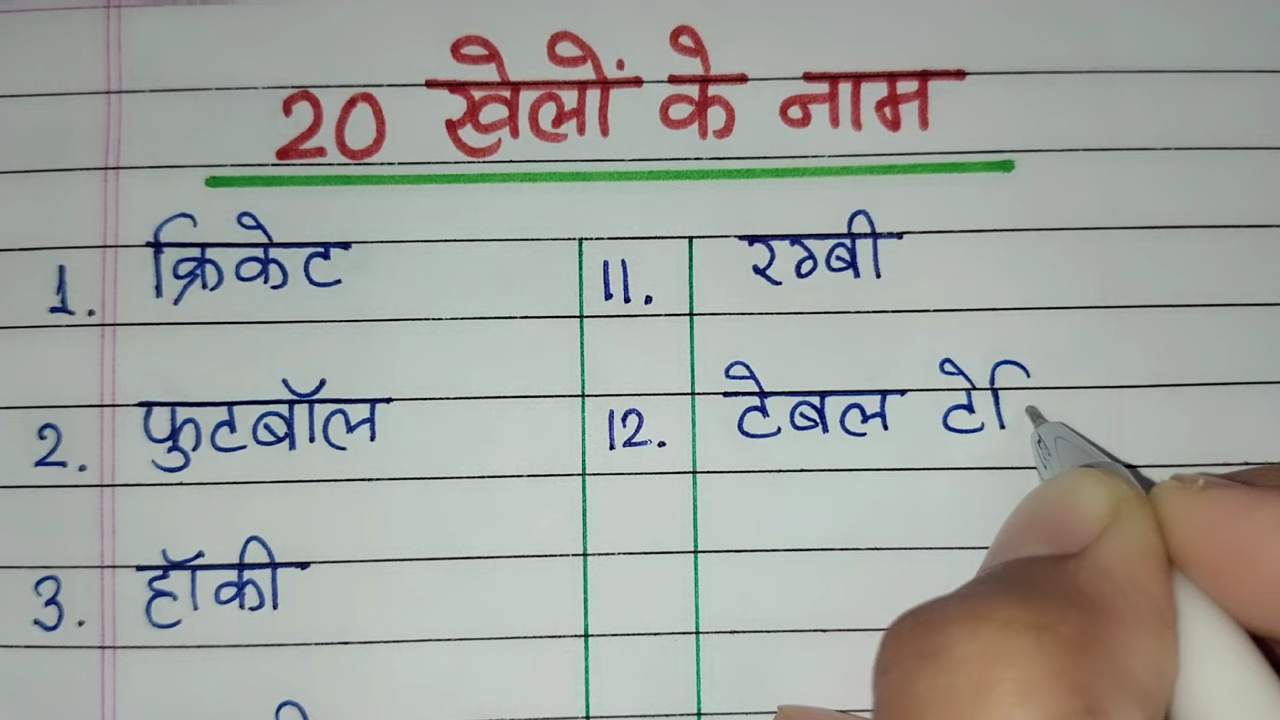 20 खेलों के नाम
1. क्रिकेट
2. फुटबॉल
3. हॉकी
11. रग्बी
12. टेबल टेि